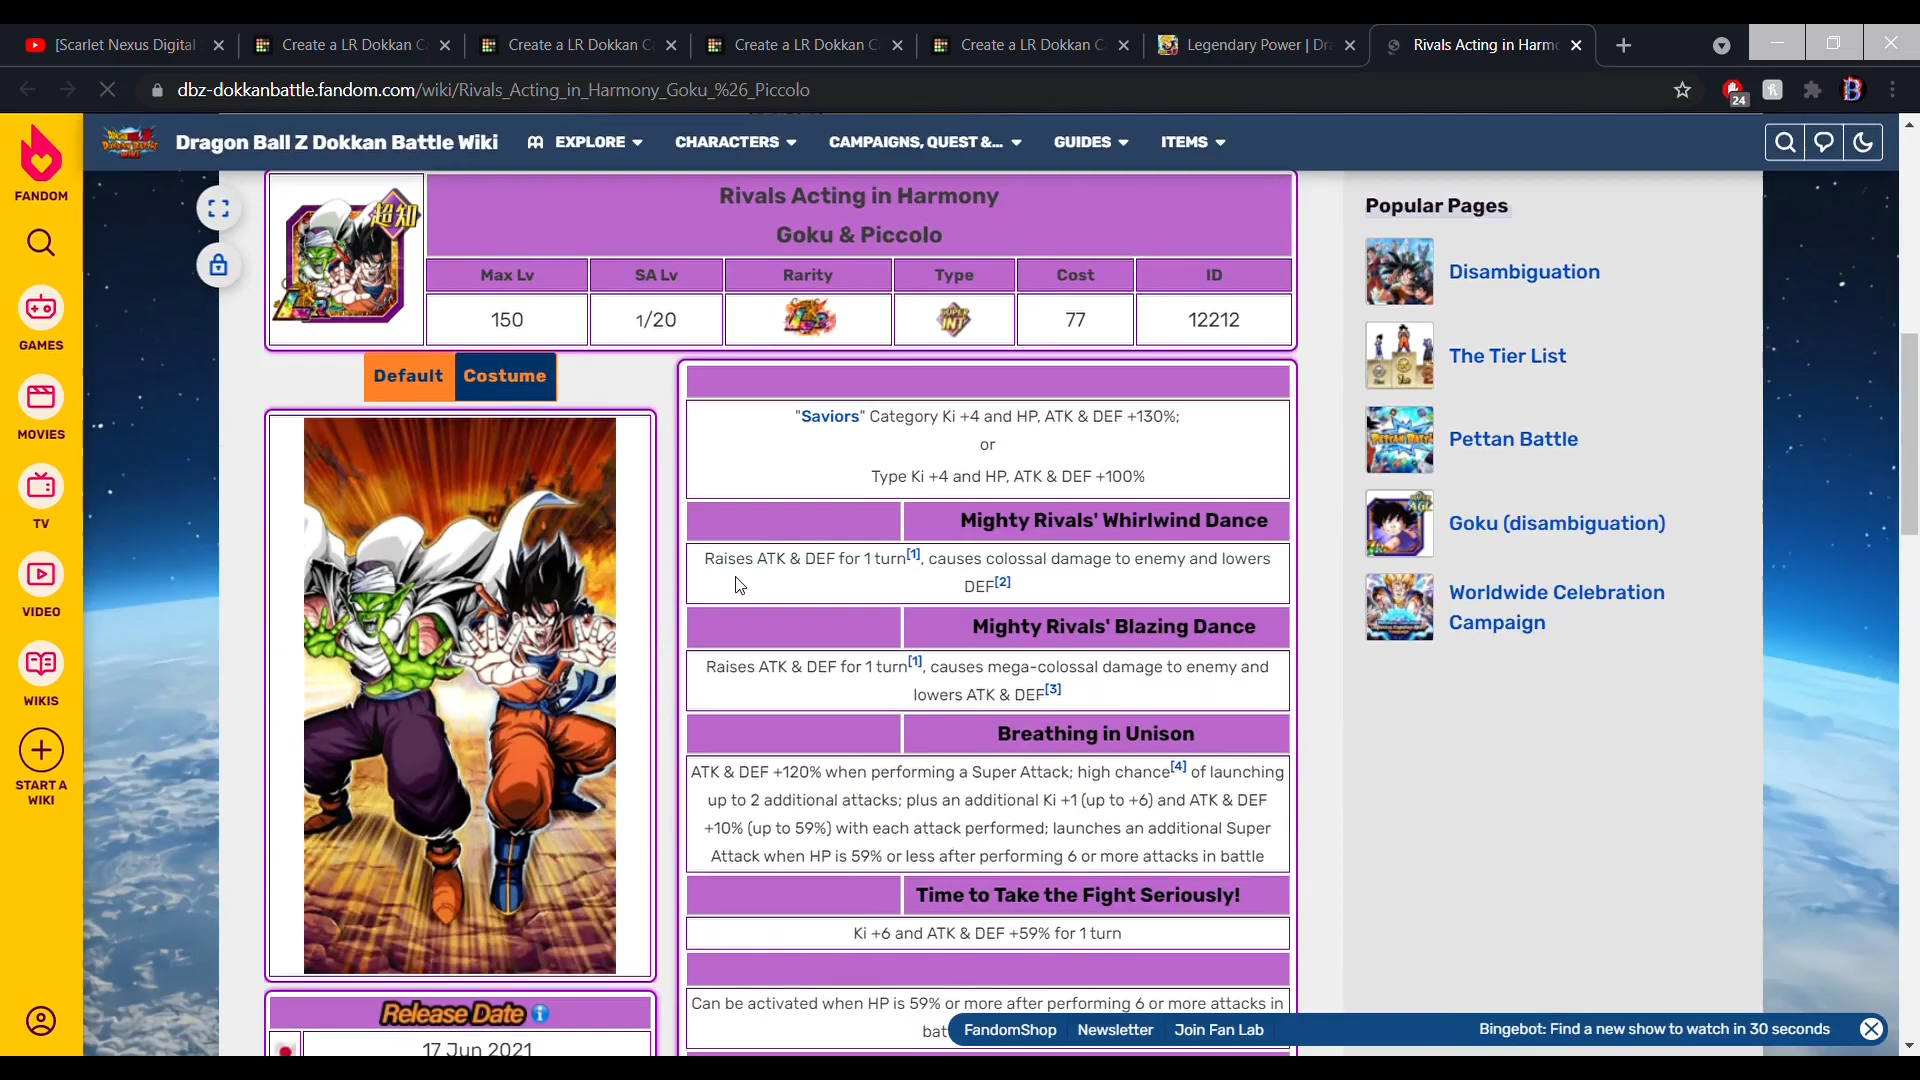 [Scarlet Nexus Digital
Create a LR Dokkan C
Create a LR Dokkan C
Create a LR Dokkan C
Create a LR Dokkan C
Legendary Power | Dr
Rivals Acting in Harm
dbz-dokkanbattle.fandom.com/wiki/Rivals_Acting_in_Harmony_Goku_%26_Piccolo
24
Dragon Ball Z Dokkan Battle Wiki
EXPLORE
CHARACTERS
CAMPAIGNS, QUEST &...
GUIDES
ITEMS
FANDOM
GAMES
MOVIES
TV
VIDEO
WIKIS
START A
WIKI
超知
LR
Rivals Acting in Harmony
Goku & Piccolo
Max Lv SA Lv Rarity Type Cost ID
150 1/20 LR SUPER INT 77 12212
Default Costume
"Saviors" Category Ki +4 and HP, ATK & DEF +130%;
or
Type Ki +4 and HP, ATK & DEF +100%
Mighty Rivals' Whirlwind Dance
Raises ATK & DEF for 1 turn[1], causes colossal damage to enemy and lowers
DEF[2]
Mighty Rivals' Blazing Dance
Raises ATK & DEF for 1 turn[1], causes mega-colossal damage to enemy and
lowers ATK & DEF[3]
Breathing in Unison
ATK & DEF +120% when performing a Super Attack; high chance[4] of launching
up to 2 additional attacks; plus an additional Ki +1 (up to +6) and ATK & DEF
+10% (up to 59%) with each attack performed; launches an additional Super
Attack when HP is 59% or less after performing 6 or more attacks in battle
Time to Take the Fight Seriously!
Ki +6 and ATK & DEF +59% for 1 turn
Can be activated when HP is 59% or more after performing 6 or more attacks in
bat
Release Date
17 Jun 2021
Popular Pages
Disambiguation
The Tier List
Pettan Battle
Goku (disambiguation)
Worldwide Celebration
Campaign
FandomShop
Newsletter
Join Fan Lab
Bingebot: Find a new show to watch in 30 seconds